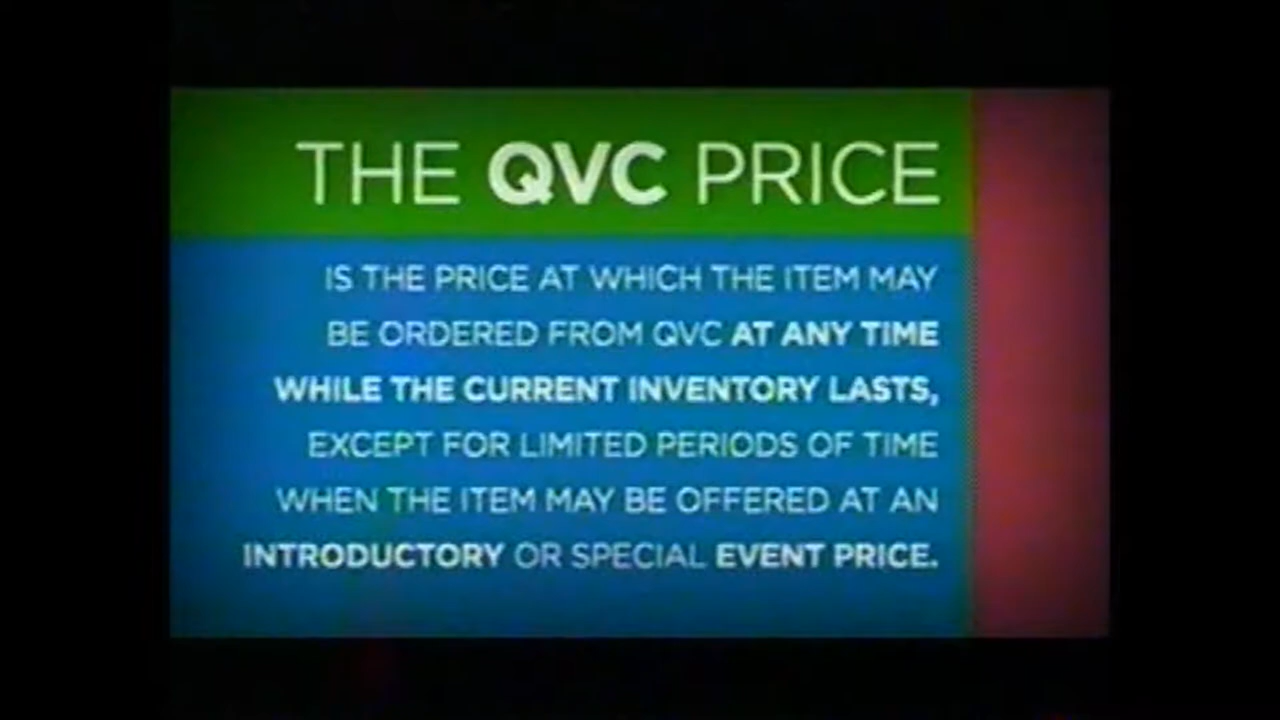 THE QVC PRICE
IS THE PRICE AT WHICH THE ITEM MAY
BE ORDERED FROM QVC AT ANY TIME
WHILE THE CURRENT INVENTORY LASTS,
EXCEPT FOR LIMITED PERIODS OF TIME
WHEN THE ITEM MAY BE OFFERED AT AN
INTRODUCTORY OR SPECIAL EVENT PRICE.